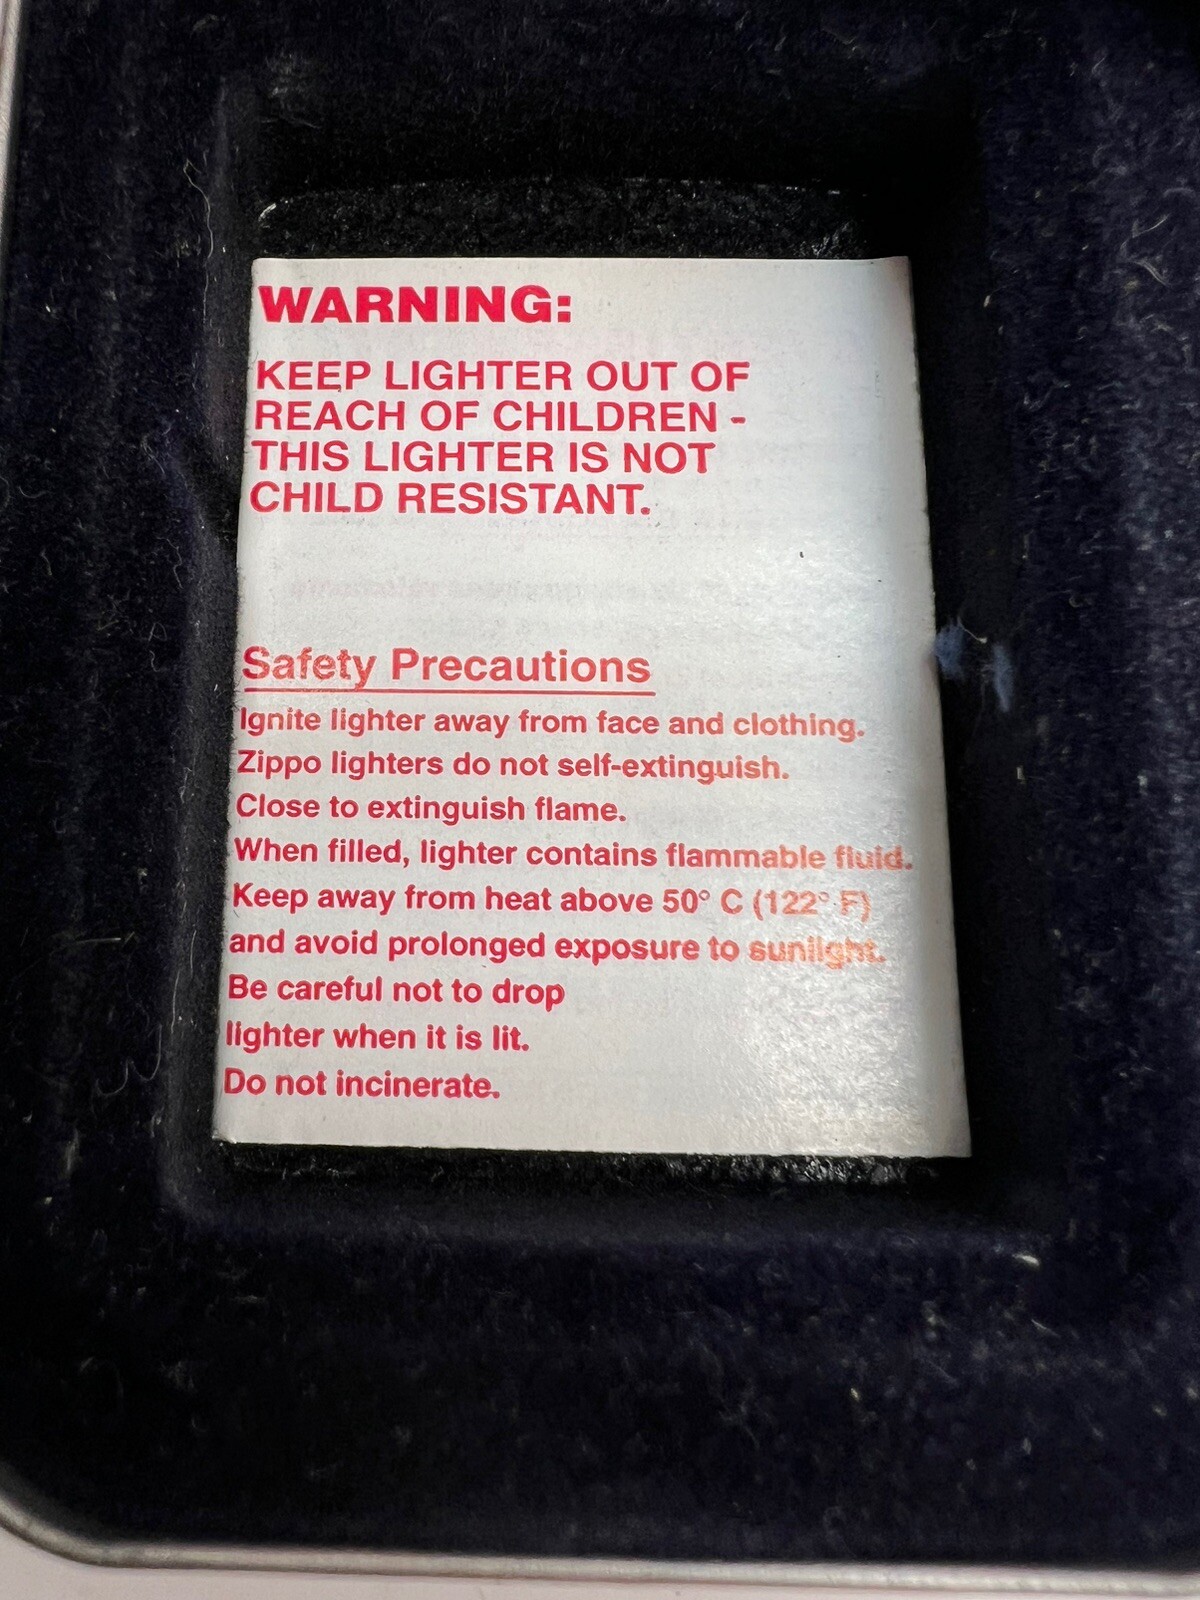 WARNING:
KEEP LIGHTER OUT OF
REACH OF CHILDREN -
THIS LIGHTER IS NOT
CHILD RESISTANT.
Safety Precautions
Ignite lighter away from face and clothing.
Zippo lighters do not self-extinguish.
Close to extinguish flame.
When filled, lighter contains flammable fluid.
Keep away from heat above 50° C (122° F)
and avoid prolonged exposure to sunlight.
Be careful not to drop
lighter when it is lit.
Do not incinerate.